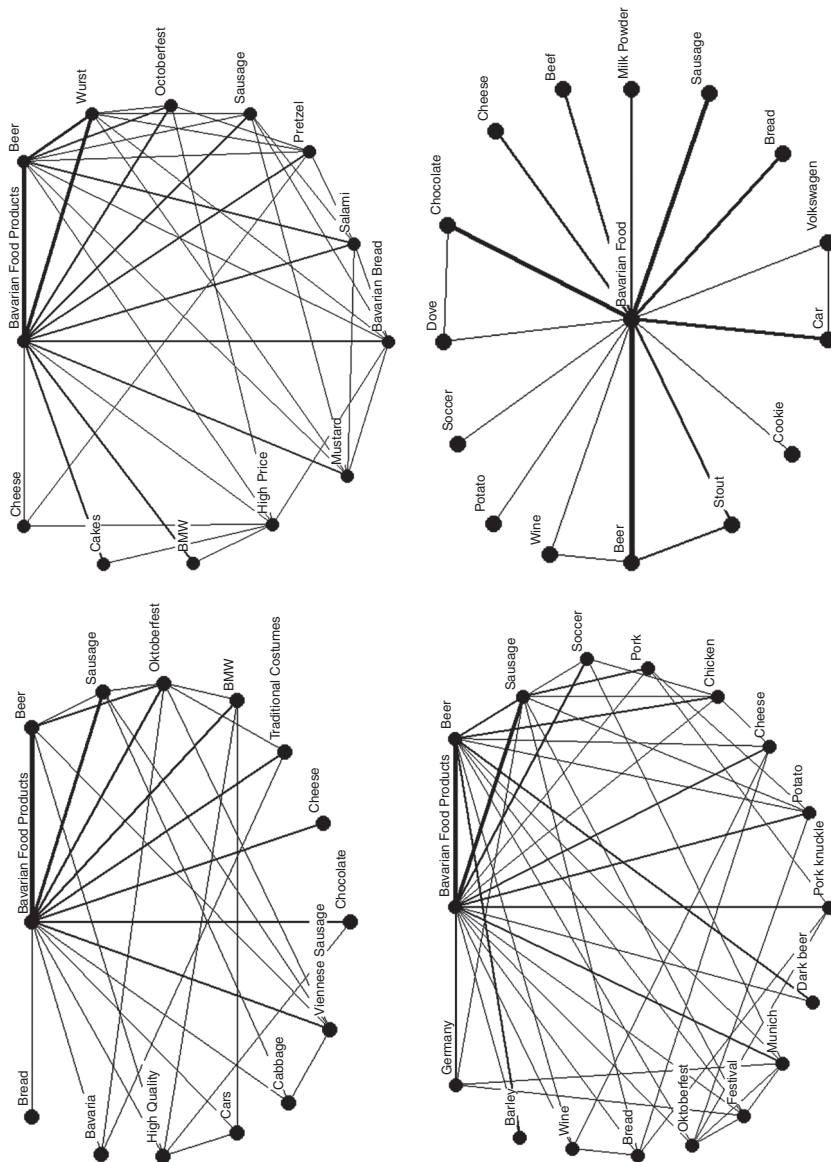 Bavarian Food Products
Beer
Wurst
Octoberfest
Sausage
Pretzel
Salami
Bavarian Bread
Mustard
High Price
BMW
Cakes
Cheese
Bavarian Food
Chocolate
Cheese
Beef
Milk Powder
Sausage
Bread
Volkswagen
Car
Cookie
Stout
Beer
Wine
Potato
Soccer
Dove
Bavarian Food Products
Beer
Sausage
Oktoberfest
BMW
Traditional Costumes
Cheese
Chocolate
Viennese Sausage
Cabbage
Cars
High Quality
Bavaria
Bread
Bavarian Food Products
Beer
Sausage
Soccer
Pork
Chicken
Cheese
Potato
Pork knuckle
Dark beer
Munich
Festival
Oktoberfest
Bread
Wine
Barley
Germany